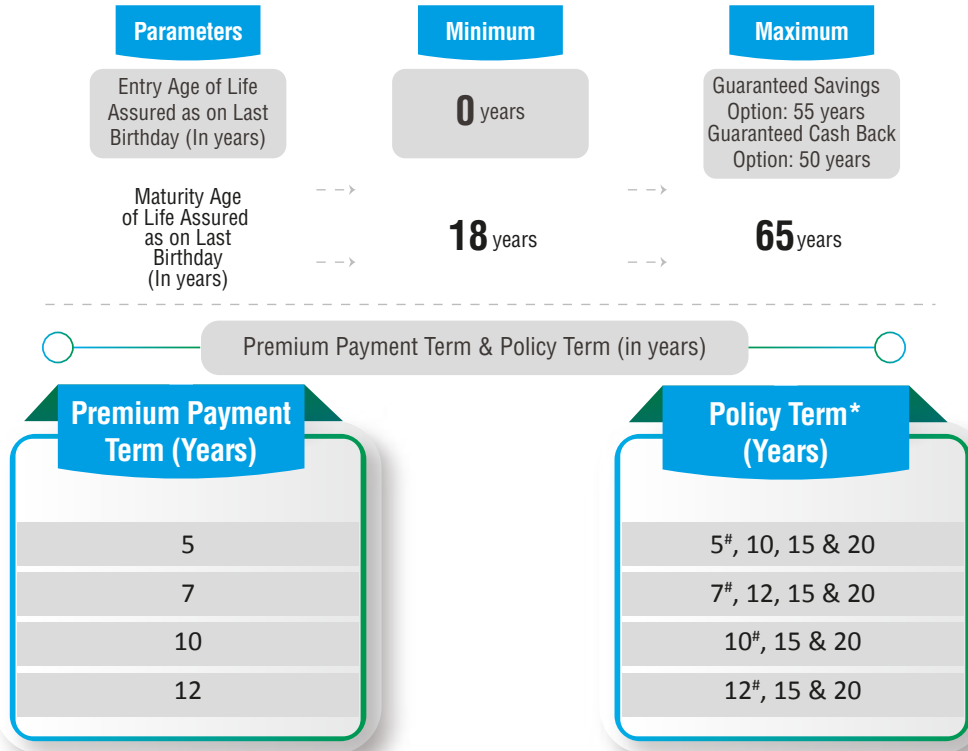 Parameters
Minimum
Maximum
Entry Age of Life
Assured as on Last
Birthday (In years)
0 years
Guaranteed Savings
Option: 55 years
Guaranteed Cash Back
Option: 50 years
Maturity Age
of Life Assured
as on Last
Birthday
(In years)
18 years
65 years
Premium Payment Term & Policy Term (in years)
Premium Payment
Term (Years)
Policy Term*
(Years)
5
5#, 10, 15 & 20
7
7#, 12, 15 & 20
10
10#, 15 & 20
12
12#, 15 & 20